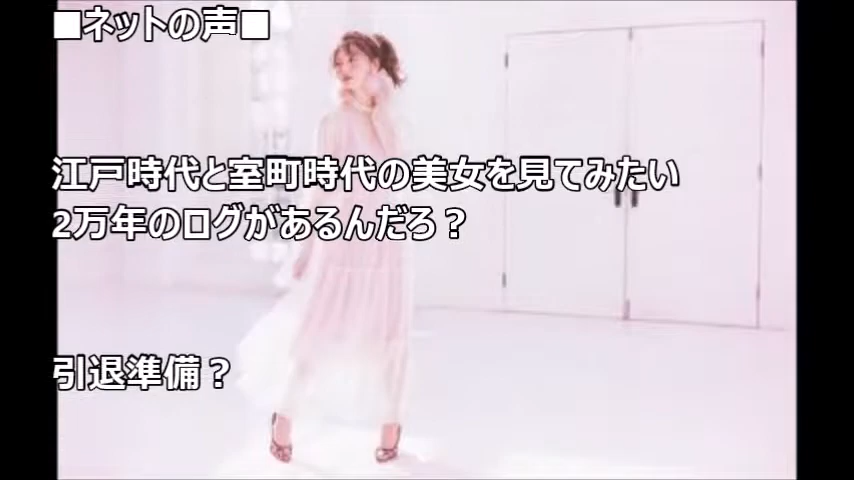 ■ネットの声■
江戸時代と室町時代の美女を見てみたい
2万年のログがあるんだろ？
引退準備？